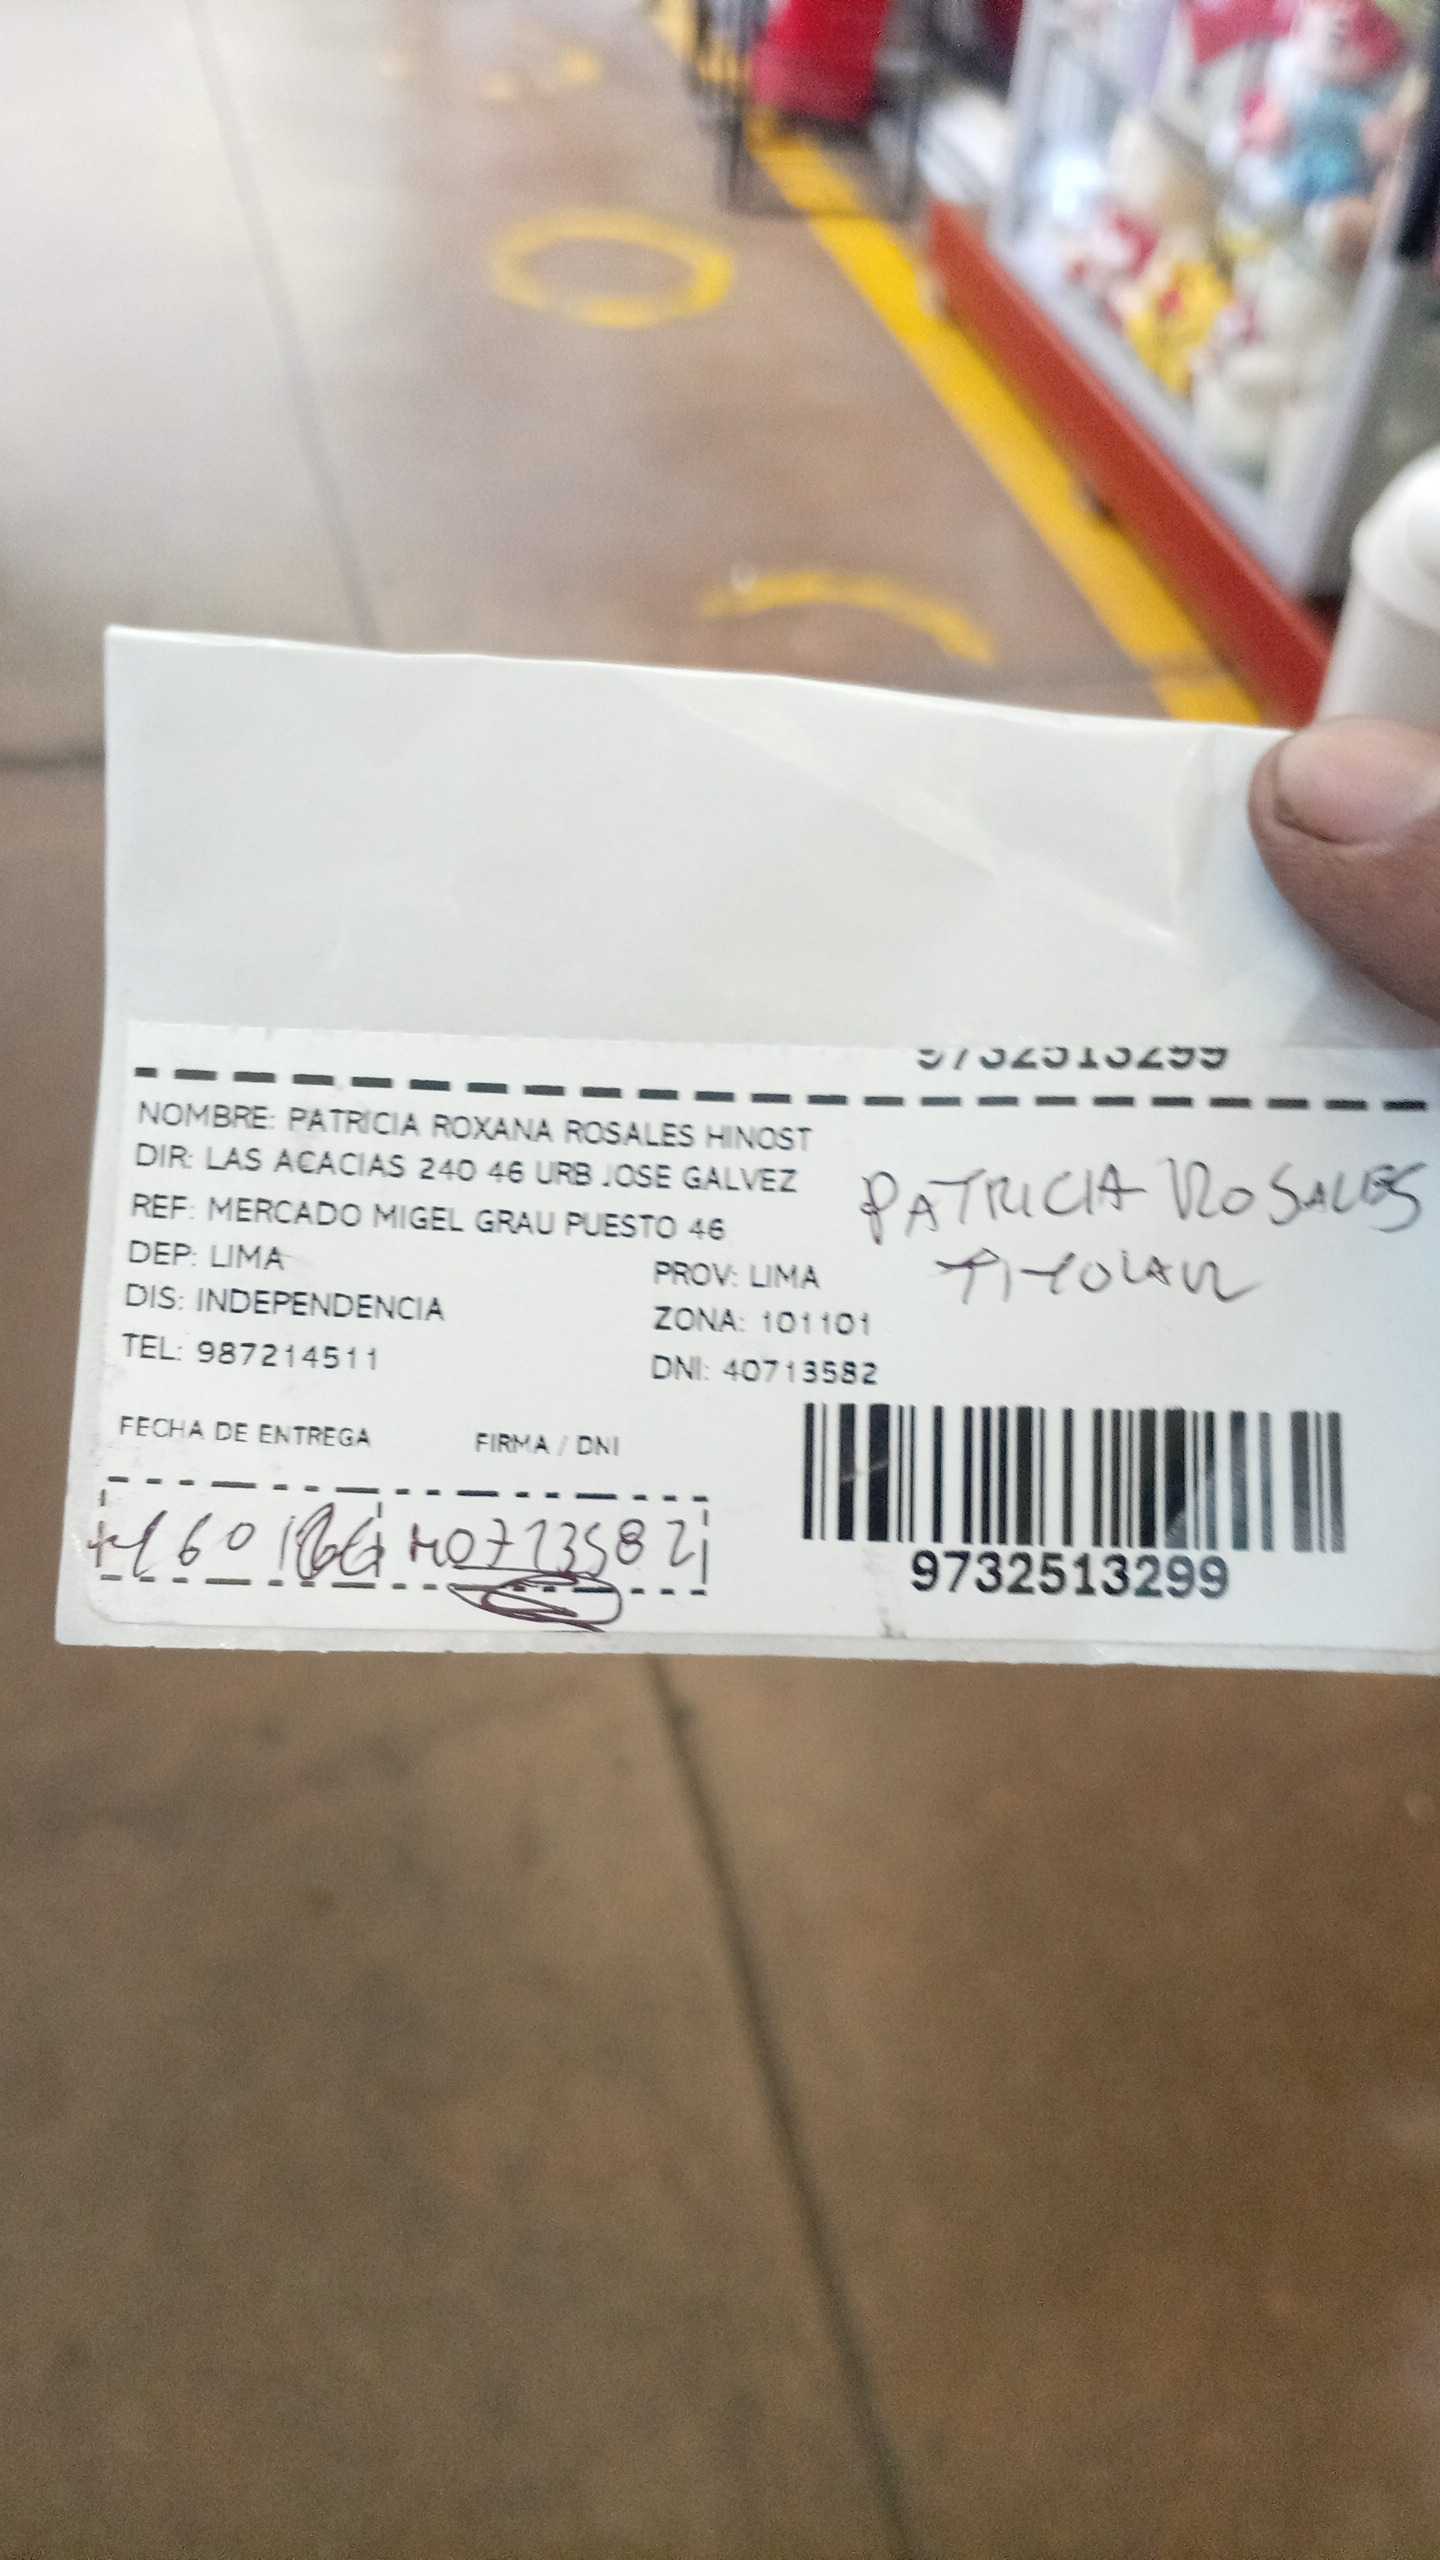 9732513299
NOMBRE: PATRICIA ROXANA ROSALES HINOST
DIR: LAS ACACIAS 240 46 URB JOSE GALVEZ
REF: MERCADO MIGEL GRAU PUESTO 46
DEP: LIMA
PROV: LIMA
DIS: INDEPENDENCIA
ZONA: 101101
TEL: 987214511
DNI: 40713582
PATRICIA ROSALES
TITOLAR
FECHA DE ENTREGA
FIRMA / DNI
40713582
9732513299